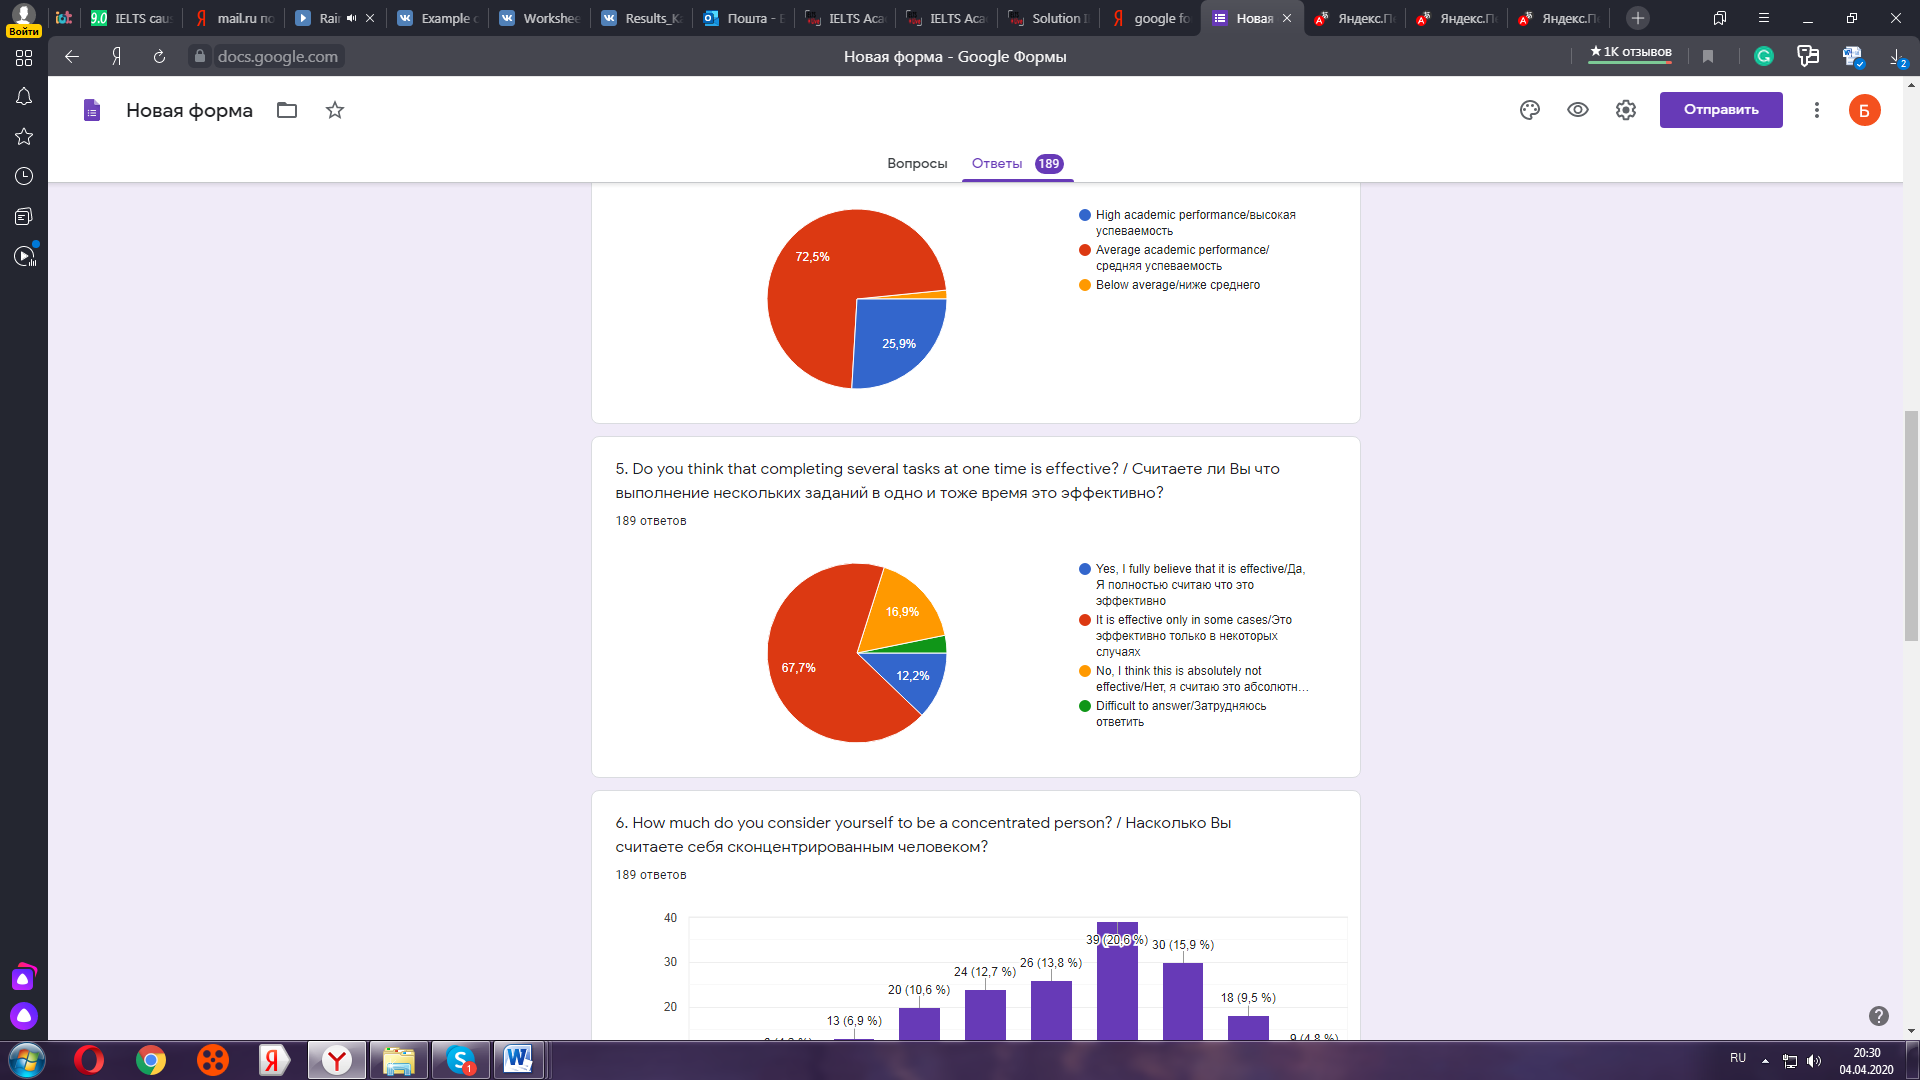 Войти
IELTS cau
mail.ru по
Rai
Example c
Workshee
Results_K
Пошта - Б
IELTS Aca
IELTS Aca
Solution I
google fo
Новая
Яндекс.П
Яндекс.П
Яндекс.П
docs.google.com
Новая форма - Google Формы
★ 1K отзывов
2
Новая форма
Отправить
Б
Вопросы
Ответы 189
72,5%
25,9%
High academic performance/высокая
успеваемость
Average academic performance/
средняя успеваемость
Below average/ниже среднего
5. Do you think that completing several tasks at one time is effective? / Считаете ли Вы что
выполнение нескольких заданий в одно и тоже время это эффективно?
189 ответов
16,9%
67,7%
12,2%
Yes, I fully believe that it is effective/Да,
Я полностью считаю что это
эффективно
It is effective only in some cases/Это
эффективно только в некоторых
случаях
No, I think this is absolutely not
effective/Нет, я считаю это абсолютн...
Difficult to answer/Затрудняюсь
ответить
6. How much do you consider yourself to be a concentrated person? / Насколько Вы
считаете себя сконцентрированным человеком?
189 ответов
40
30
20
13 (6,9 %)
20 (10,6 %)
24 (12,7 %)
26 (13,8 %)
39 (20,6 %)
30 (15,9 %)
18 (9,5 %)
9 (4,8 %)
RU
20:30
04.04.2020